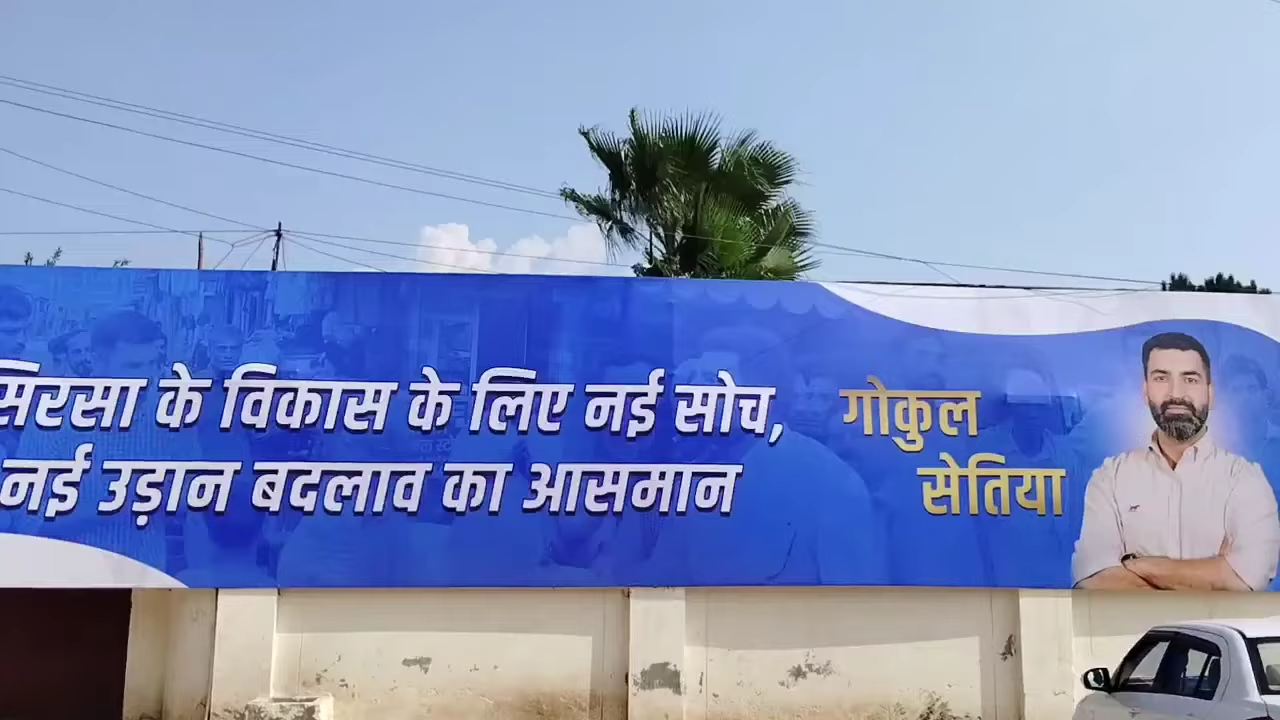 सिरसा के विकास के लिए नई सोच,
नई उड़ान बदलाव का आसमान
गोकुल
सेतिया